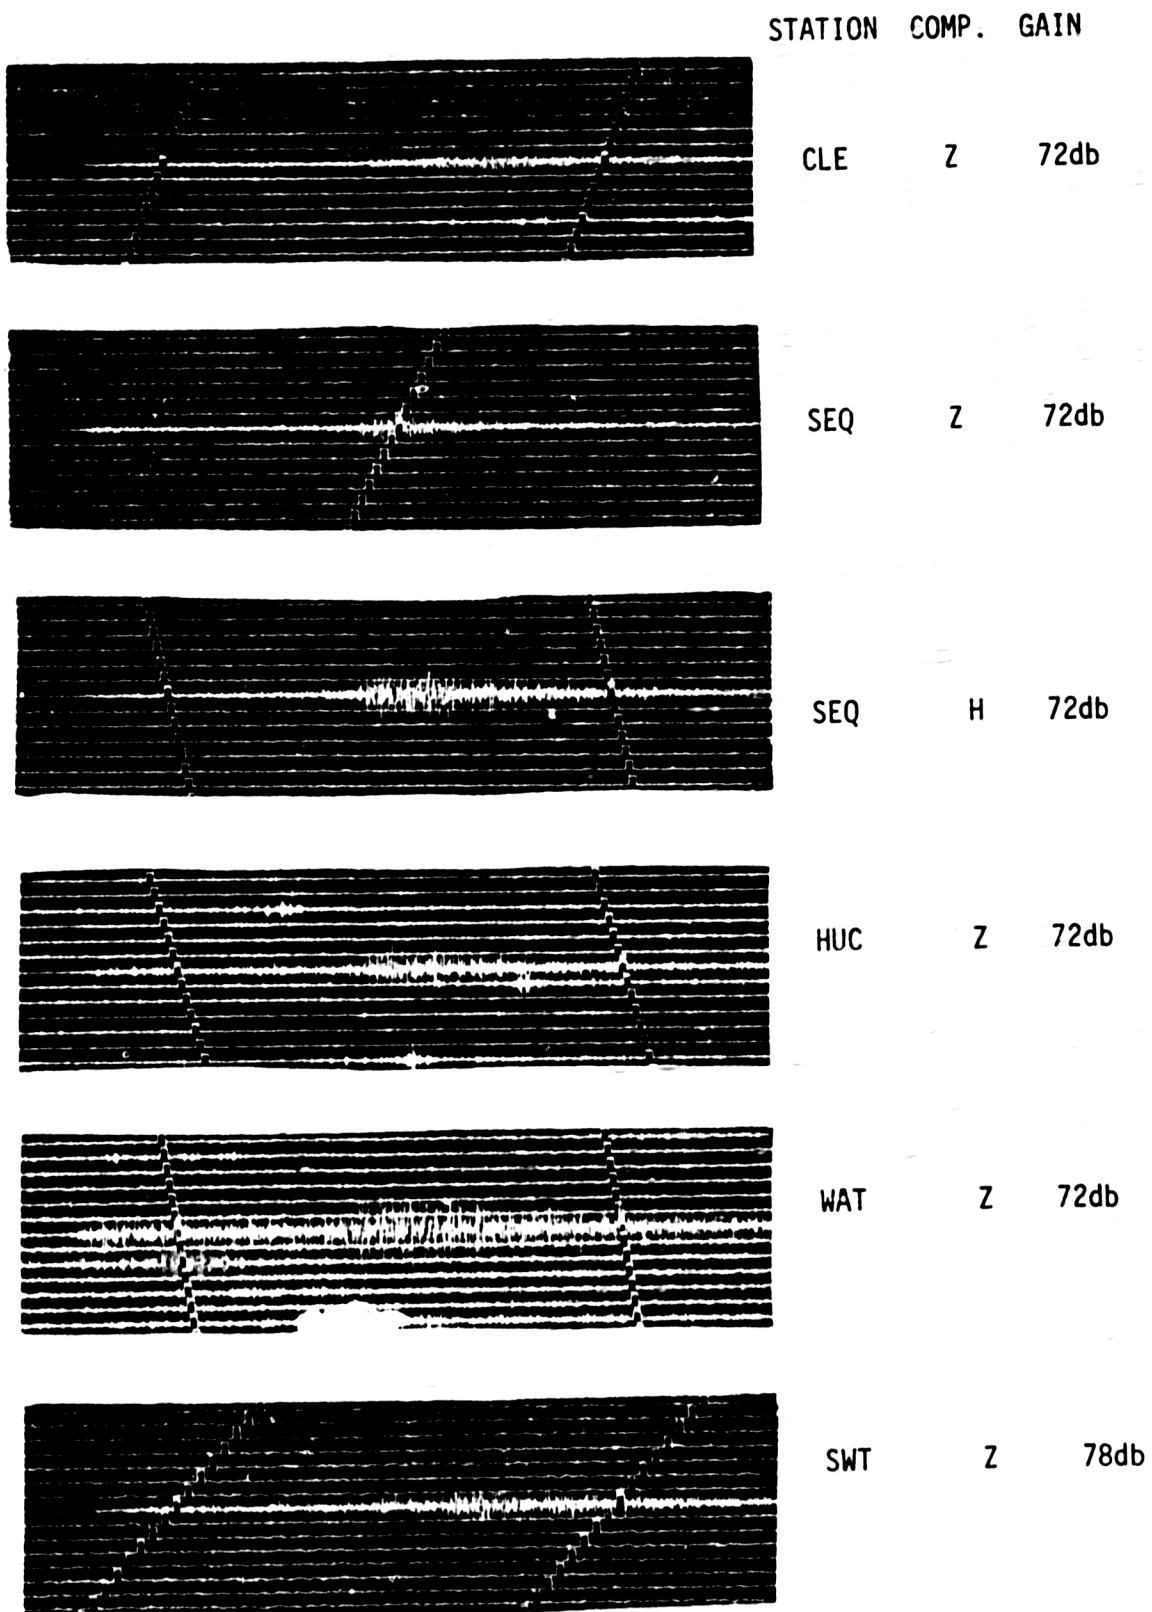 STATION COMP. GAIN
CLE Z 72db
SEQ Z 72db
SEQ H 72db
HUC Z 72db
WAT Z 72db
SWT Z 78db